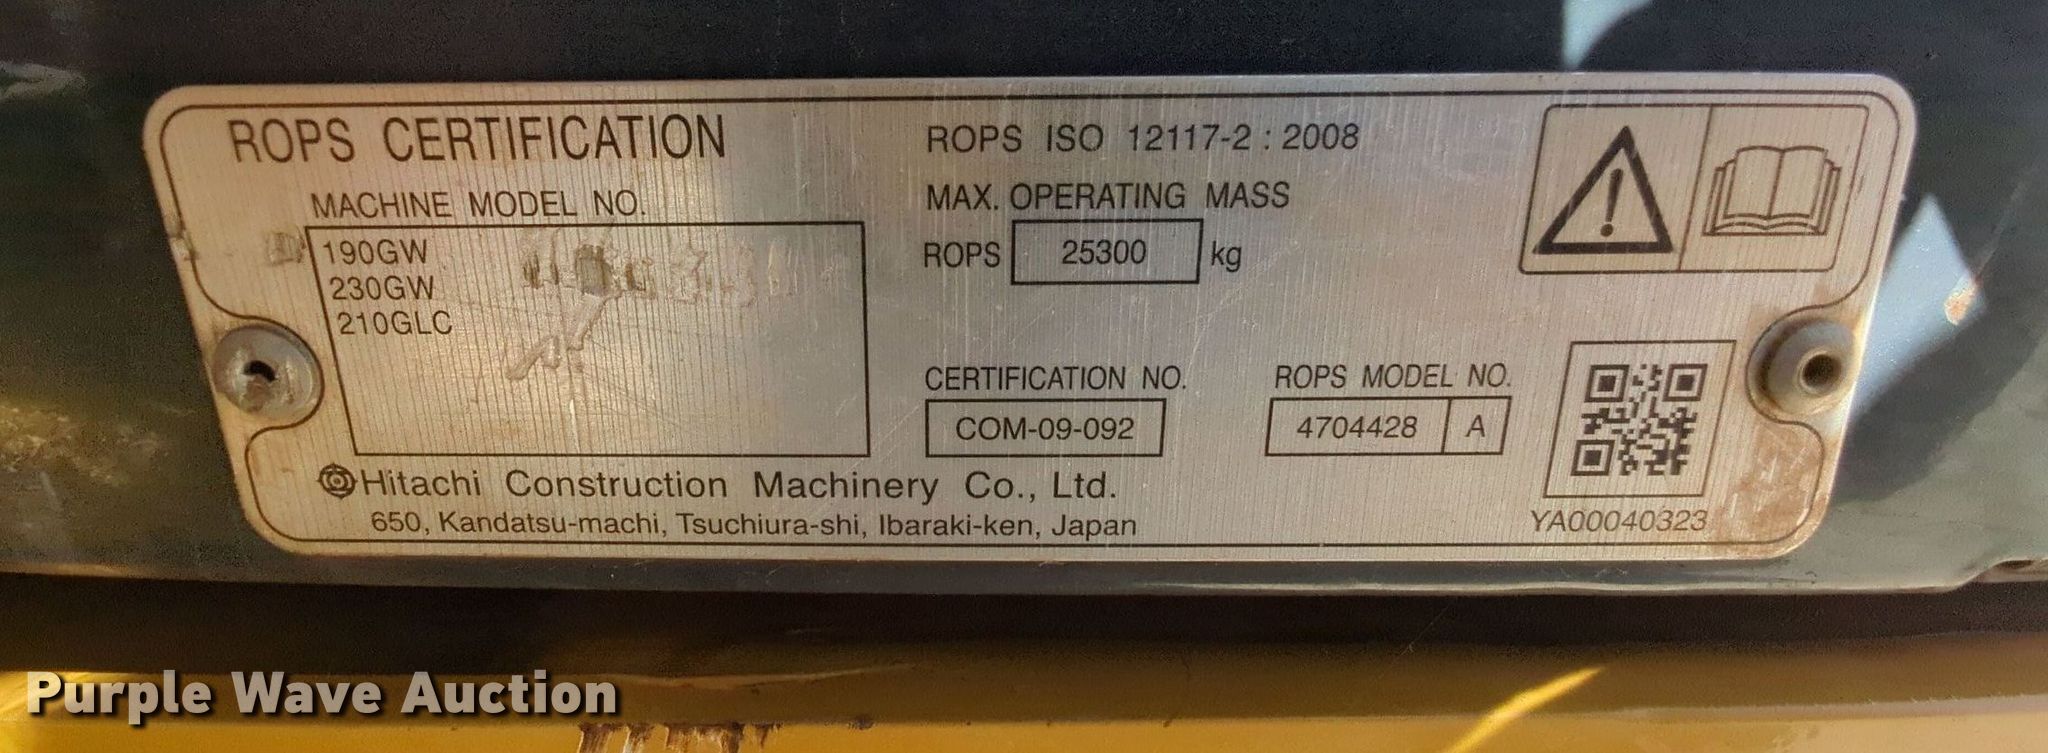 ROPS CERTIFICATION
MACHINE MODEL NO.
190GW
230GW
210GLC
ROPS ISO 12117-2 : 2008
MAX. OPERATING MASS
ROPS 25300 kg
CERTIFICATION NO.
COM-09-092
ROPS MODEL NO.
4704428 A
Hitachi Construction Machinery Co., Ltd.
650, Kandatsu-machi, Tsuchiura-shi, Ibaraki-ken, Japan
YA00040323
Purple Wave Auction